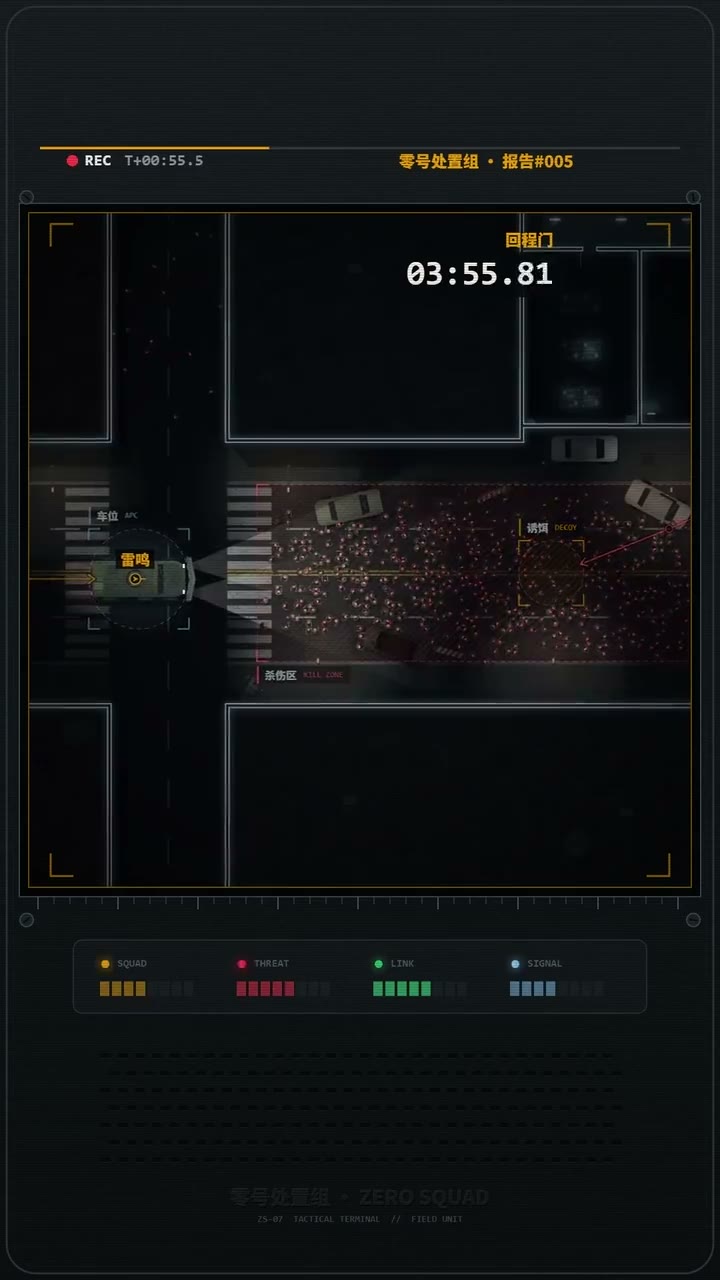 REC T+00:55.5
零号处置组 • 报告#005
回程门
03:55.81
车位 APC
雷鸣
诱饵 DECOY
杀伤区 KILL ZONE
SQUAD THREAT LINK SIGNAL
零号处置组 • ZERO SQUAD
ZS-07 TACTICAL TERMINAL // FIELD UNIT